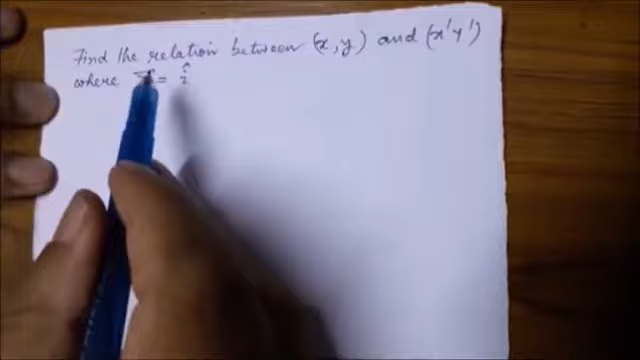 Find the relation between (x, y) and (x' y')
where = î